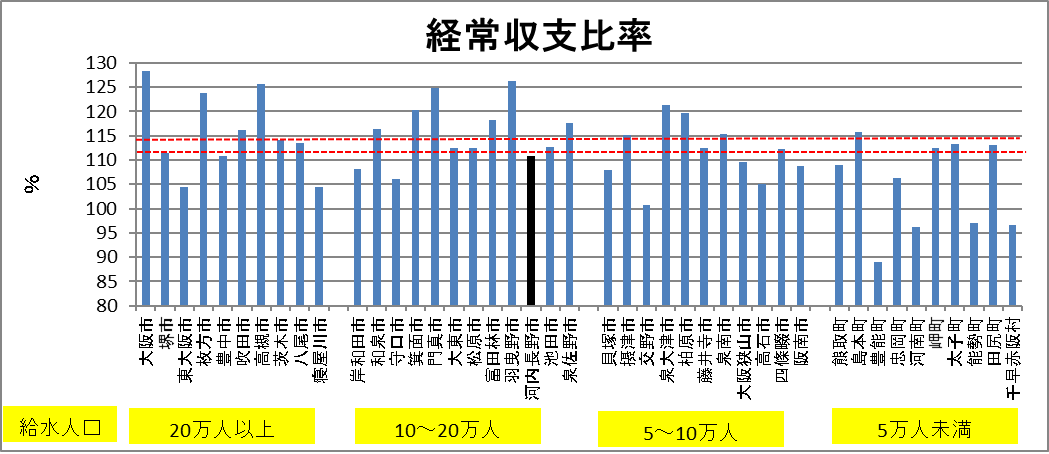 経常収支比率
%
130
125
120
115
110
105
100
95
90
85
80
大阪市
堺市
東大阪市
枚方市
豊中市
吹田市
高槻市
茨木市
八尾市
寝屋川市
岸和田市
和泉市
守口市
箕面市
門真市
大東市
松原市
富田林市
羽曳野市
河内長野市
池田市
泉佐野市
貝塚市
摂津市
交野市
泉大津市
柏原市
藤井寺市
泉南市
大阪狭山市
高石市
四條畷市
阪南市
熊取町
島本町
豊能町
忠岡町
河南町
岬町
太子町
能勢町
田尻町
千早赤阪村
給水人口
20万人以上
10～20万人
5～10万人
5万人未満